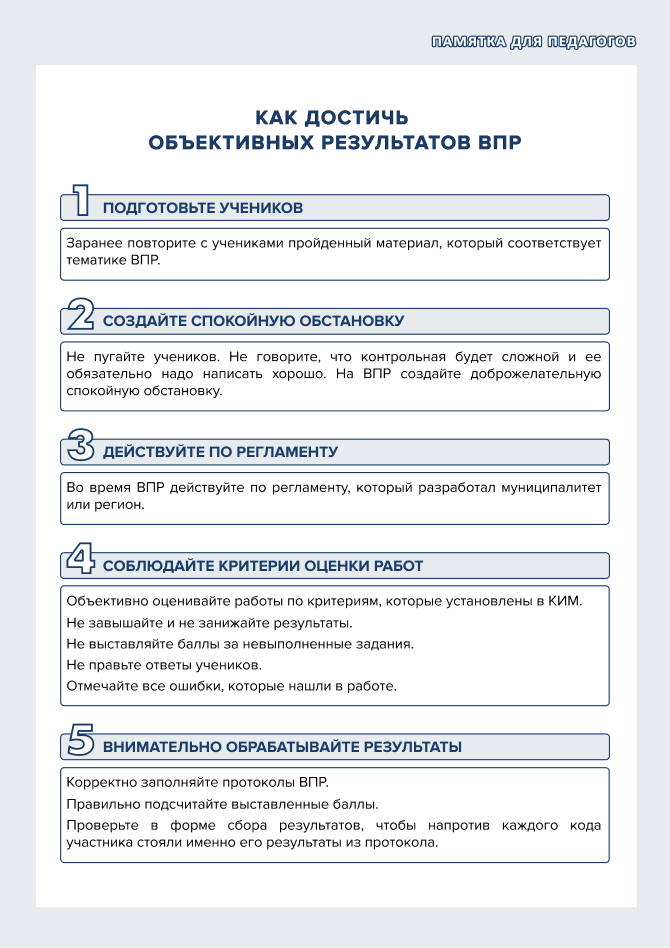 ПАМЯТКА ДЛЯ ПЕДАГОГОВ
КАК ДОСТИЧЬ
ОБЪЕКТИВНЫХ РЕЗУЛЬТАТОВ ВПР
1 ПОДГОТОВЬТЕ УЧЕНИКОВ
Заранее повторите с учениками пройденный материал, который соответствует
тематике ВПР.
2 СОЗДАЙТЕ СПОКОЙНУЮ ОБСТАНОВКУ
Не пугайте учеников. Не говорите, что контрольная будет сложной и ее
обязательно надо написать хорошо. На ВПР создайте доброжелательную
спокойную обстановку.
3 ДЕЙСТВУЙТЕ ПО РЕГЛАМЕНТУ
Во время ВПР действуйте по регламенту, который разработал муниципалитет
или регион.
4 СОБЛЮДАЙТЕ КРИТЕРИИ ОЦЕНКИ РАБОТ
Объективно оценивайте работы по критериям, которые установлены в КИМ.
Не завышайте и не занижайте результаты.
Не выставляйте баллы за невыполненные задания.
Не правьте ответы учеников.
Отмечайте все ошибки, которые нашли в работе.
5 ВНИМАТЕЛЬНО ОБРАБАТЫВАЙТЕ РЕЗУЛЬТАТЫ
Корректно заполняйте протоколы ВПР.
Правильно подсчитайте выставленные баллы.
Проверьте в форме сбора результатов, чтобы напротив каждого кода
участника стояли именно его результаты из протокола.